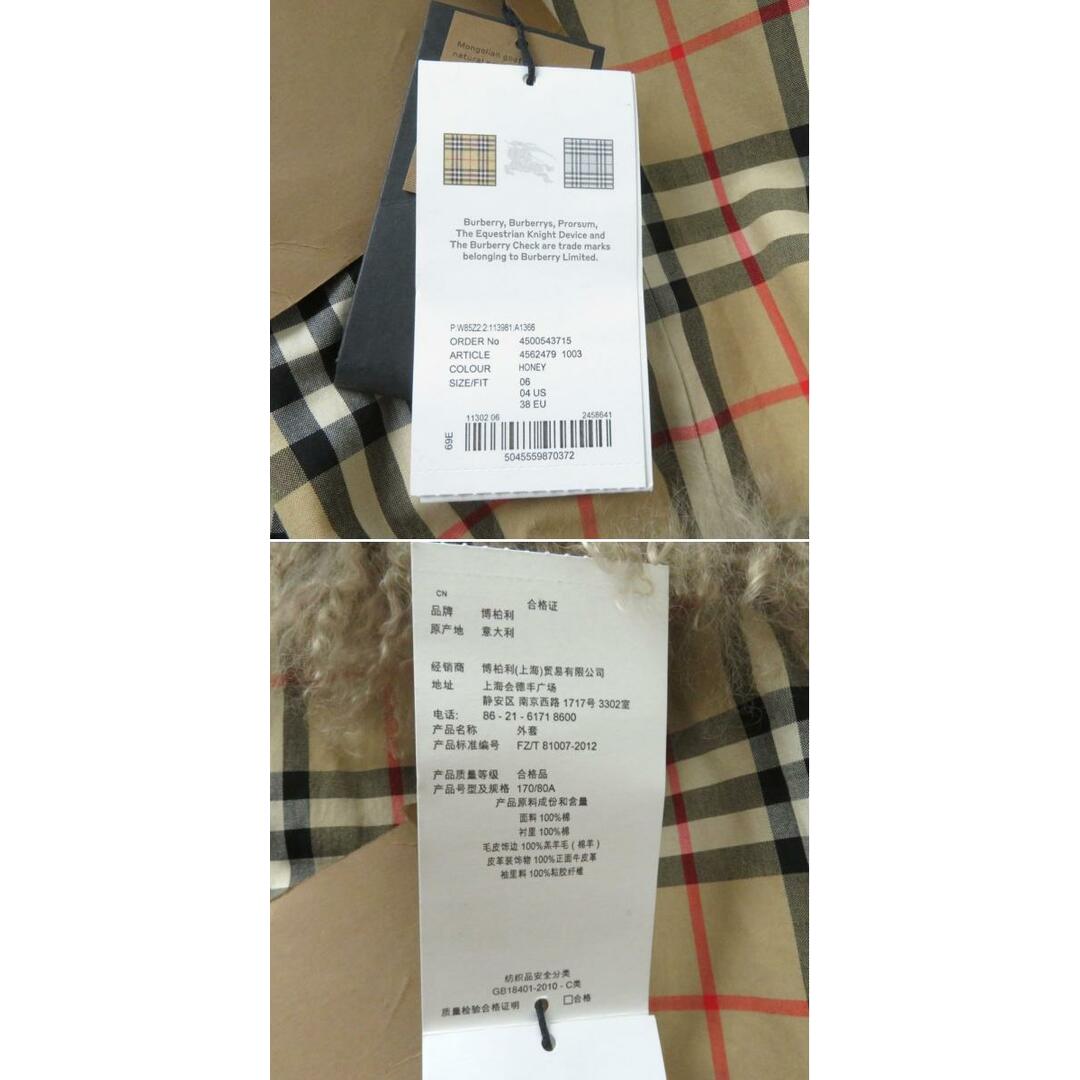 Mongolian goat
natural
Burberry, Burberrys, Prorsum,
The Equestrian Knight Device and
The Burberry Check are trade marks
belonging to Burberry Limited.
P:W85Z2:2:113981:A1366
ORDER No 4500543715
ARTICLE 4562479 1003
COLOUR HONEY
SIZE/FIT 06
04 US
38 EU
11302 06 2458641
69E
5045559870372
CN
合格证
品牌 博柏利
原产地 意大利
经销商 博柏利(上海)贸易有限公司
地址 上海会德丰广场
静安区 南京西路 1717号 3302室
电话: 86 - 21 - 6171 8600
产品名称 外套
产品标准编号 FZ/T 81007-2012
产品质量等级 合格品
产品号型及规格 170/80A
产品原料成份和含量
面料 100%棉
衬里 100%棉
毛皮饰边 100%羔羊毛 ( 棉羊 )
皮革装饰物 100%正面牛皮革
袖里料 100%粘胶纤维
纺织品安全分类
GB18401-2010 - C类
质量检验合格证明 合格